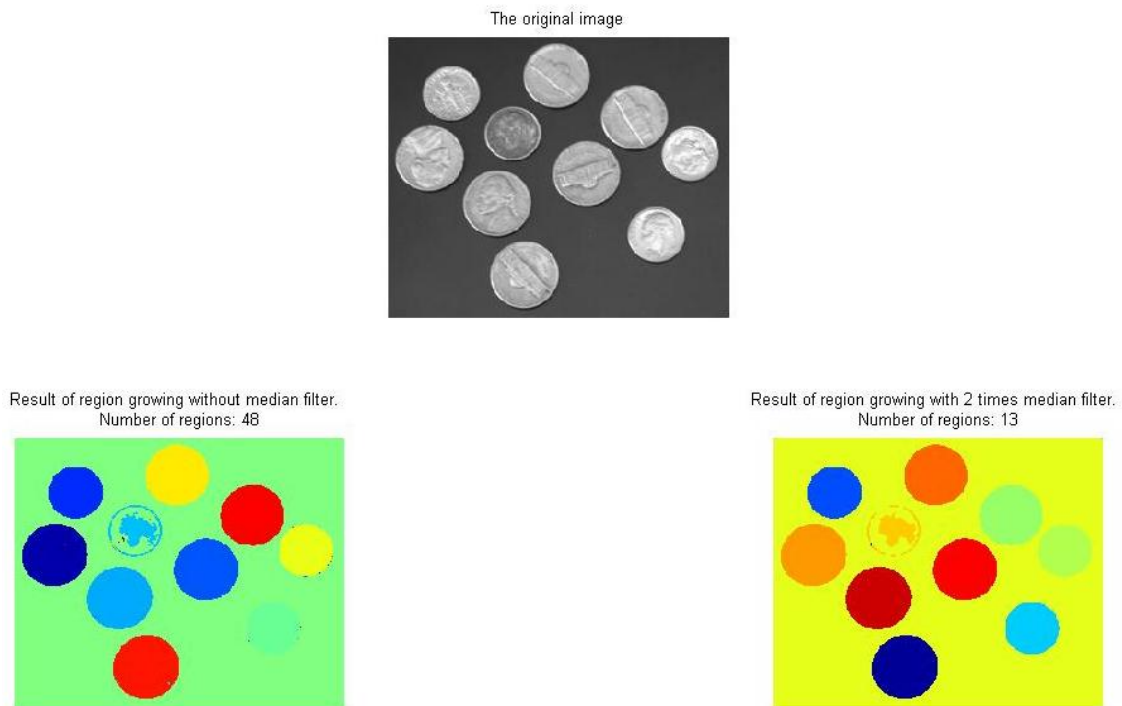 The original image
Result of region growing without median filter.
Number of regions: 48
Result of region growing with 2 times median filter.
Number of regions: 13